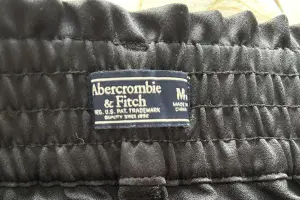 Abercrombie
& Fitch
REG. U.S. PAT. TRADEMARK
QUALITY SINCE 1892
M
MADE IN
CHINA